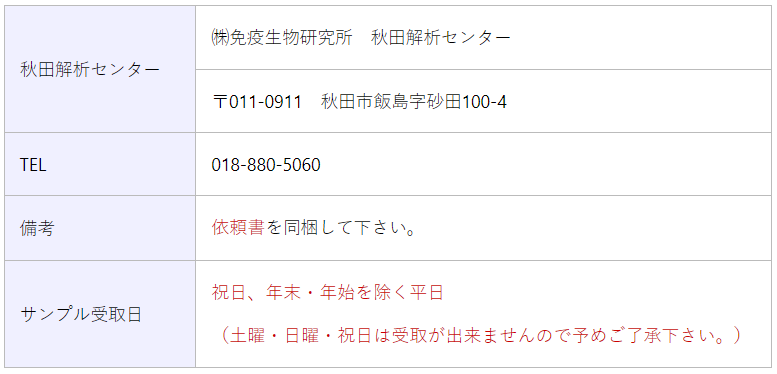 秋田解析センター
㈱免疫生物研究所　秋田解析センター
〒011-0911　秋田市飯島字砂田100-4
TEL
018-880-5060
備考
依頼書を同梱して下さい。
サンプル受取日
祝日、年末・年始を除く平日
（土曜・日曜・祝日は受取が出来ませんので予めご了承下さい。）